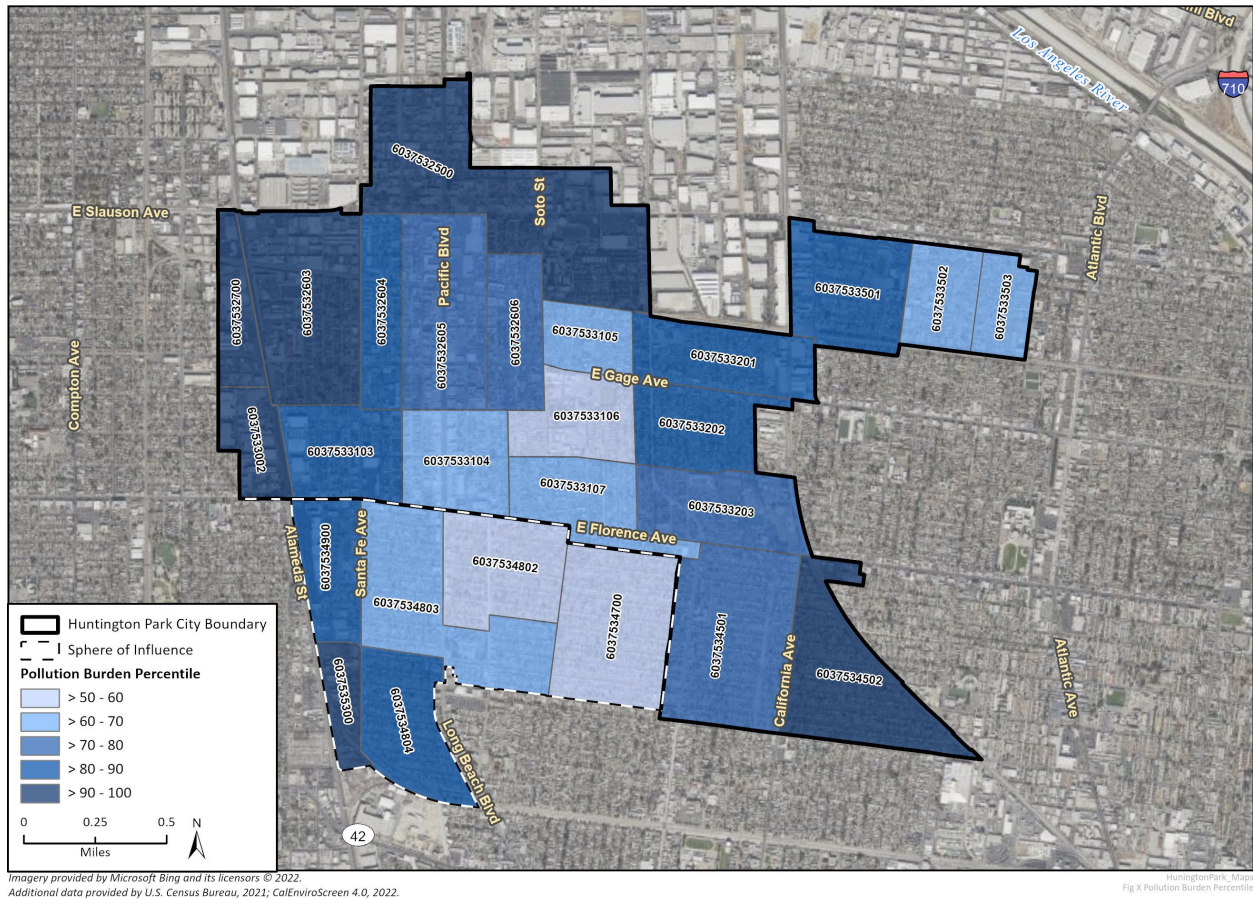 ini Blvd
Los Angeles River
710
6037532500
E Slauson Ave
Soto St
Atlantic Blvd
Pacific Blvd
6037532700
6037532603
6037532604
6037532605
6037532606
6037533105
6037533201
6037533501
6037533502
6037533503
Compton Ave
E Gage Ave
6037533106
6037533202
6037533002
6037533103
6037533104
6037533107
6037533203
E Florence Ave
Alameda St
6037534900
Santa Fe Ave
6037534802
6037534803
6037534700
6037534501
California Ave
6037534502
Atlantic Ave
6037535300
6037534804
Long Beach Blvd
42
Huntington Park City Boundary
Sphere of Influence
Pollution Burden Percentile
> 50 - 60
> 60 - 70
> 70 - 80
> 80 - 90
> 90 - 100
0 0.25 0.5
Miles
N
Imagery provided by Microsoft Bing and its licensors © 2022.
Additional data provided by U.S. Census Bureau, 2021; CalEnviroScreen 4.0, 2022.
HuningtonPark_Maps
Fig X Pollution Burden Percentile